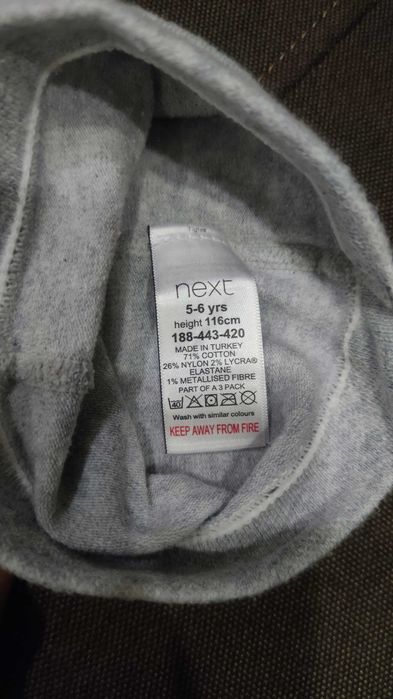 next
5-6 yrs
height 116cm
188-443-420
MADE IN TURKEY
71% COTTON
26% NYLON 2% LYCRA®
ELASTANE
1% METALLISED FIBRE
PART OF A 3 PACK
40
Wash with similar colours
KEEP AWAY FROM FIRE